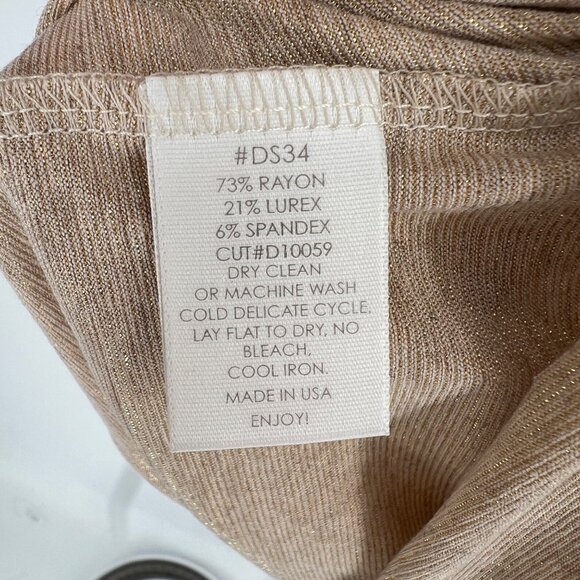 #DS34
73% RAYON
21% LUREX
6% SPANDEX
CUT#D10059
DRY CLEAN
OR MACHINE WASH
COLD DELICATE CYCLE,
LAY FLAT TO DRY, NO
BLEACH,
COOL IRON.
MADE IN USA
ENJOY!